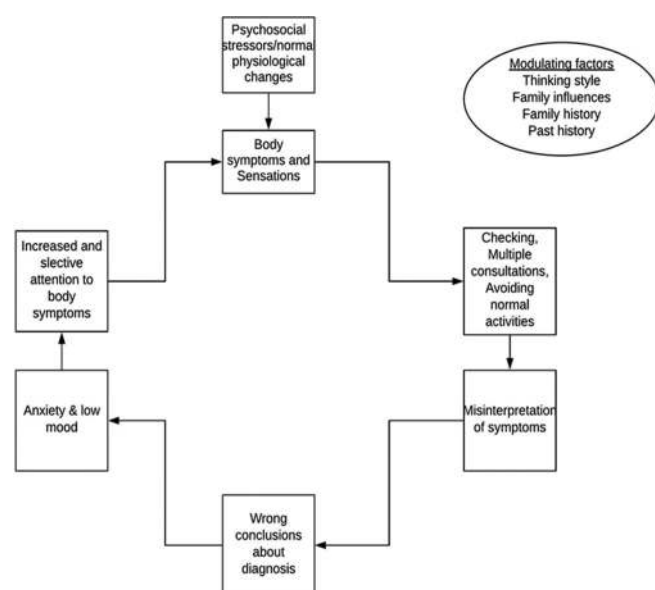 Psychosocial
stressors/normal
physiological
changes
Modulating factors
Thinking style
Family influences
Family history
Past history
Body
symptoms and
Sensations
Increased and
slective
attention to
body
symptoms
Checking,
Multiple
consultations,
Avoiding
normal
activities
Anxiety & low
mood
Misinterpretation
of symptoms
Wrong
conclusions
about
diagnosis